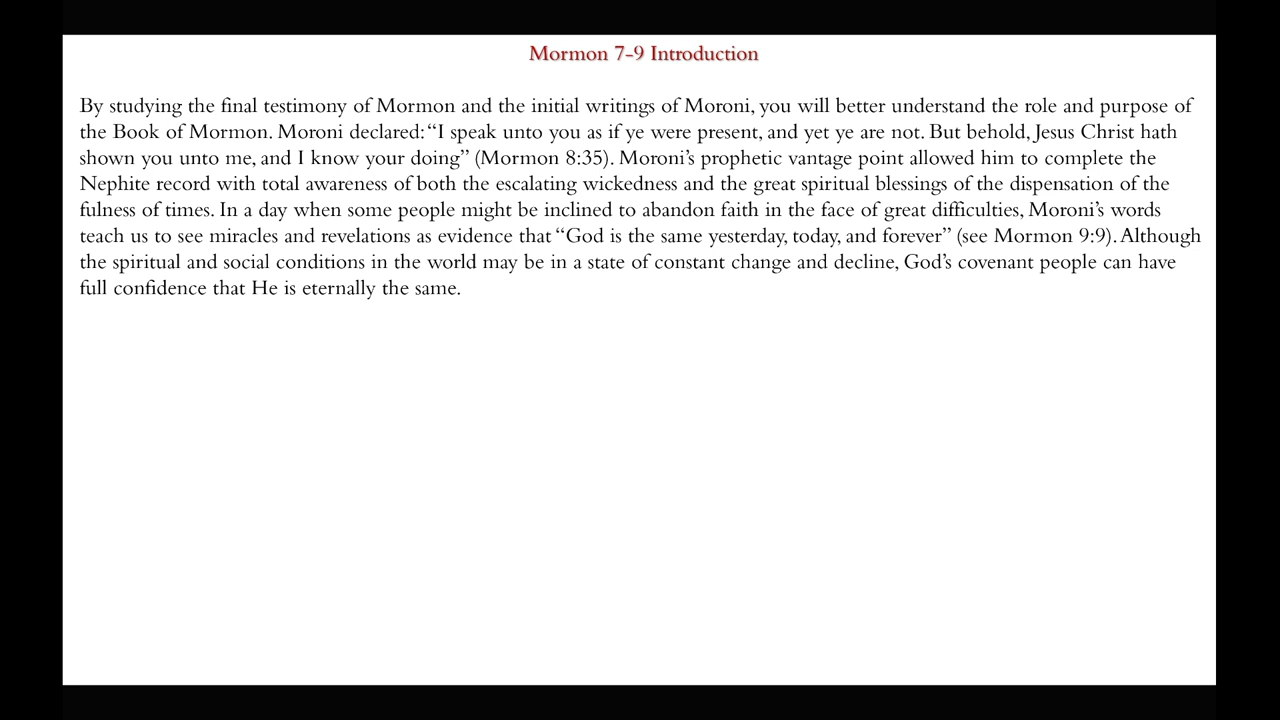 Mormon 7-9 Introduction
By studying the final testimony of Mormon and the initial writings of Moroni, you will better understand the role and purpose of
the Book of Mormon. Moroni declared: “I speak unto you as if ye were present, and yet ye are not. But behold, Jesus Christ hath
shown you unto me, and I know your doing” (Mormon 8:35). Moroni’s prophetic vantage point allowed him to complete the
Nephite record with total awareness of both the escalating wickedness and the great spiritual blessings of the dispensation of the
fulness of times. In a day when some people might be inclined to abandon faith in the face of great difficulties, Moroni’s words
teach us to see miracles and revelations as evidence that “God is the same yesterday, today, and forever” (see Mormon 9:9). Although
the spiritual and social conditions in the world may be in a state of constant change and decline, God’s covenant people can have
full confidence that He is eternally the same.